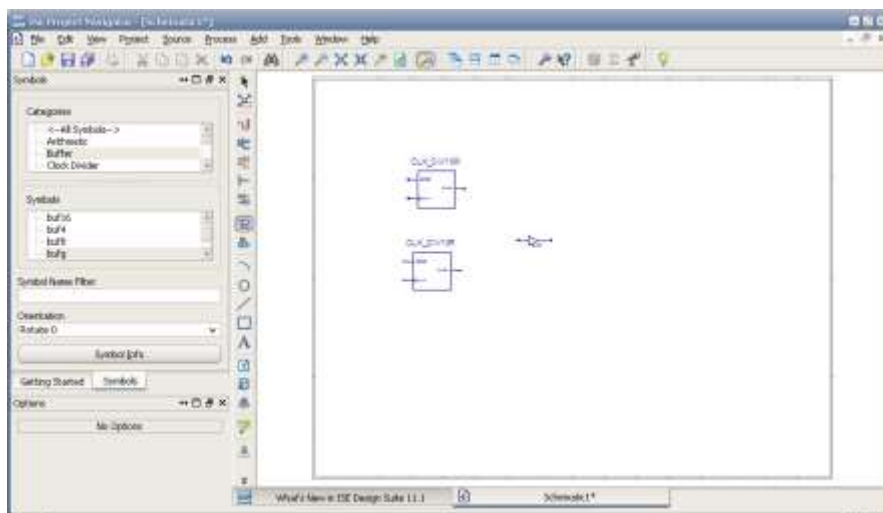 ISE Project Navigator - [Schematic1*]
File Edit View Project Source Process Add Tools Window Help
Symbols
Categories
<--All Symbols-->
Arithmetic
Buffer
Clock Divider
Symbols
buf16
buf4
buf8
bufg
Symbol Name Filter
Orientation
Rotate 0
Symbol Info
Getting Started Symbols
Options
No Options
What's New in ISE Design Suite 11.1
Schematic1*